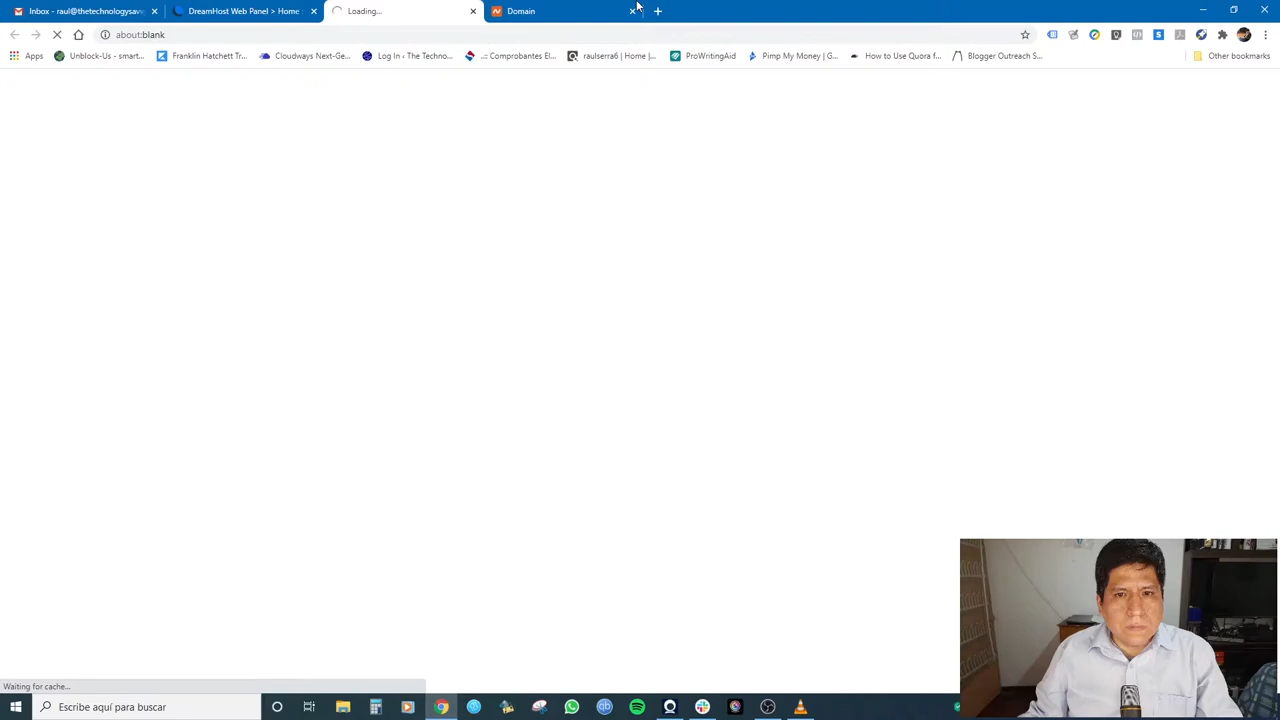 Inbox - raul@thetechnologysave
DreamHost Web Panel > Home
Loading...
Domain
about:blank
Apps
Unblock-Us - smart...
Franklin Hatchett Tr...
Cloudways Next-Ge...
Log In ‹ The Techno...
.::: Comprobantes El...
raulserra6 | Home |...
ProWritingAid
Pimp My Money | G...
How to Use Quora f...
Blogger Outreach S...
Other bookmarks
Waiting for cache...
Escribe aquí para buscar